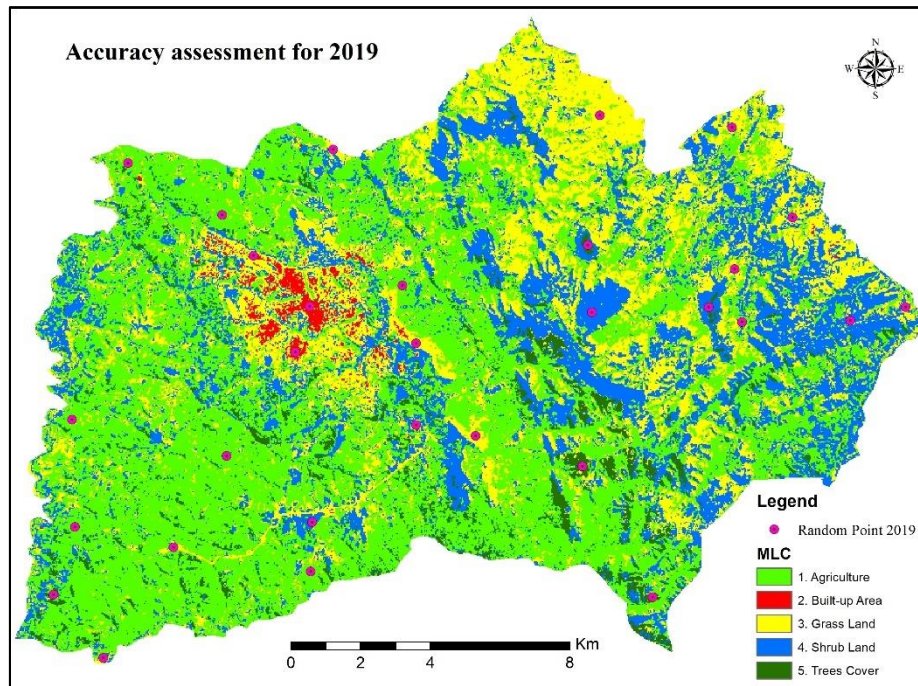 Accuracy assessment for 2019
N
W E
S
Legend
Random Point 2019
MLC
1. Agriculture
2. Built-up Area
3. Grass Land
4. Shrub Land
5. Trees Cover
Km
0 2 4 8